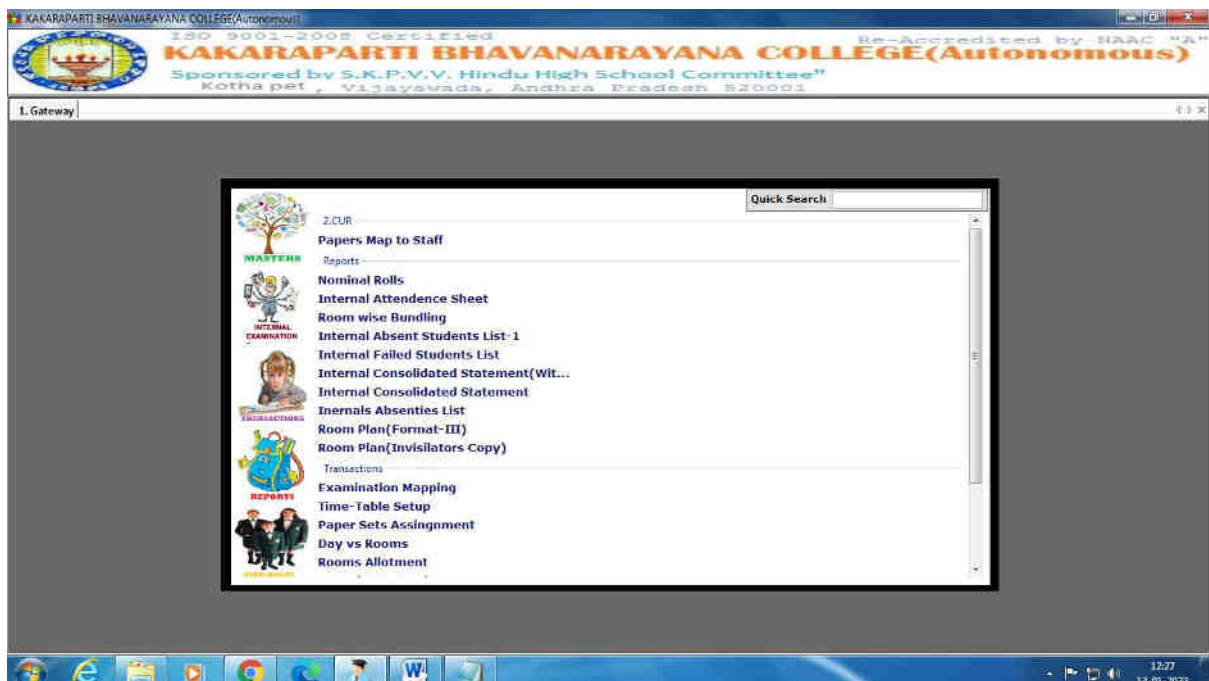 KAKARAPARTI BHAVANARAYANA COLLEGE(Autonomous)
ISO 9001-2008 Certified
Re-Accredited by NAAC "A"
KAKARAPARTI BHAVANARAYANA COLLEGE(Autonomous)
Sponsored by S.K.P.V.V. Hindu High School Committee"
Kotha pet , Vijayawada, Andhra Pradesh 520001
1. Gateway
Quick Search
2.CUR
Papers Map to Staff
MASTERS
Reports
Nominal Rolls
Internal Attendence Sheet
Room wise Bundling
INTERNAL
EXAMINATION
Internal Absent Students List-1
Internal Failed Students List
Internal Consolidated Statement(Wit...
Internal Consolidated Statement
Inernals Absenties List
TRANSACTIONS
Room Plan(Format-III)
Room Plan(Invisilators Copy)
Transactions
Examination Mapping
REPORTS
Time-Table Setup
Paper Sets Assingnment
Day vs Rooms
Rooms Allotment
12:27